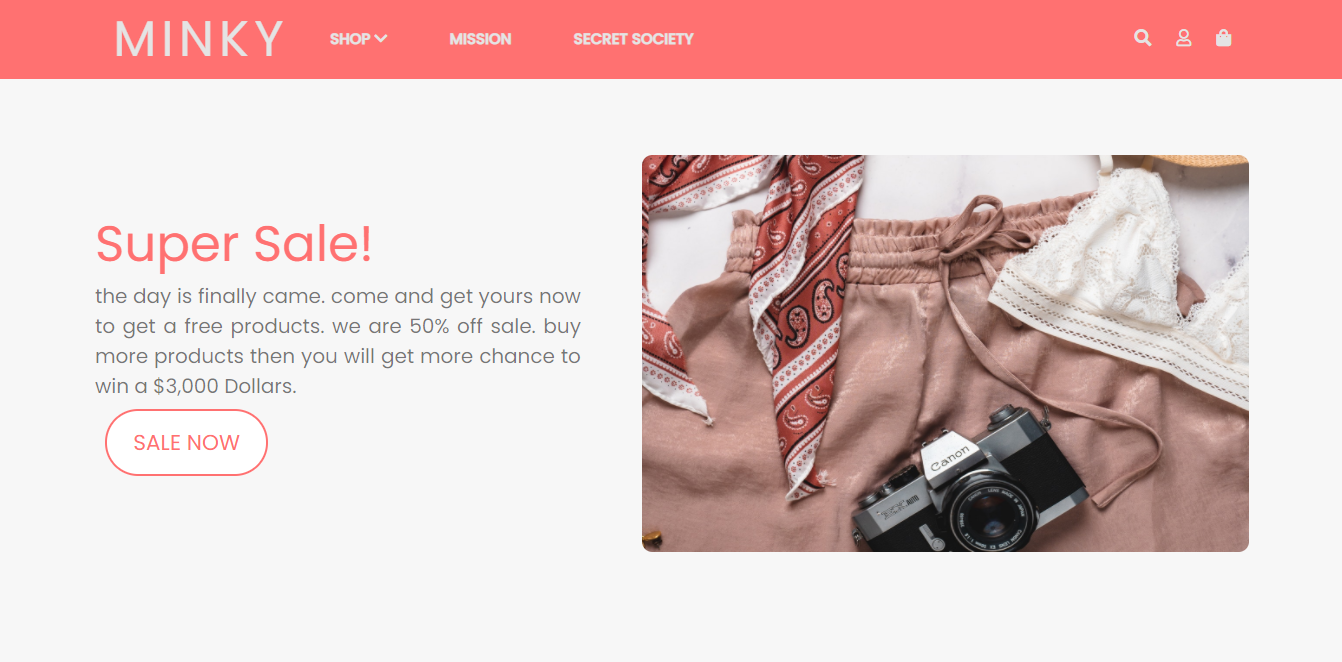 MINKY
SHOP
MISSION
SECRET SOCIETY
Super Sale!
the day is finally came. come and get yours now
to get a free products. we are 50% off sale. buy
more products then you will get more chance to
win a $3,000 Dollars.
SALE NOW
Canon